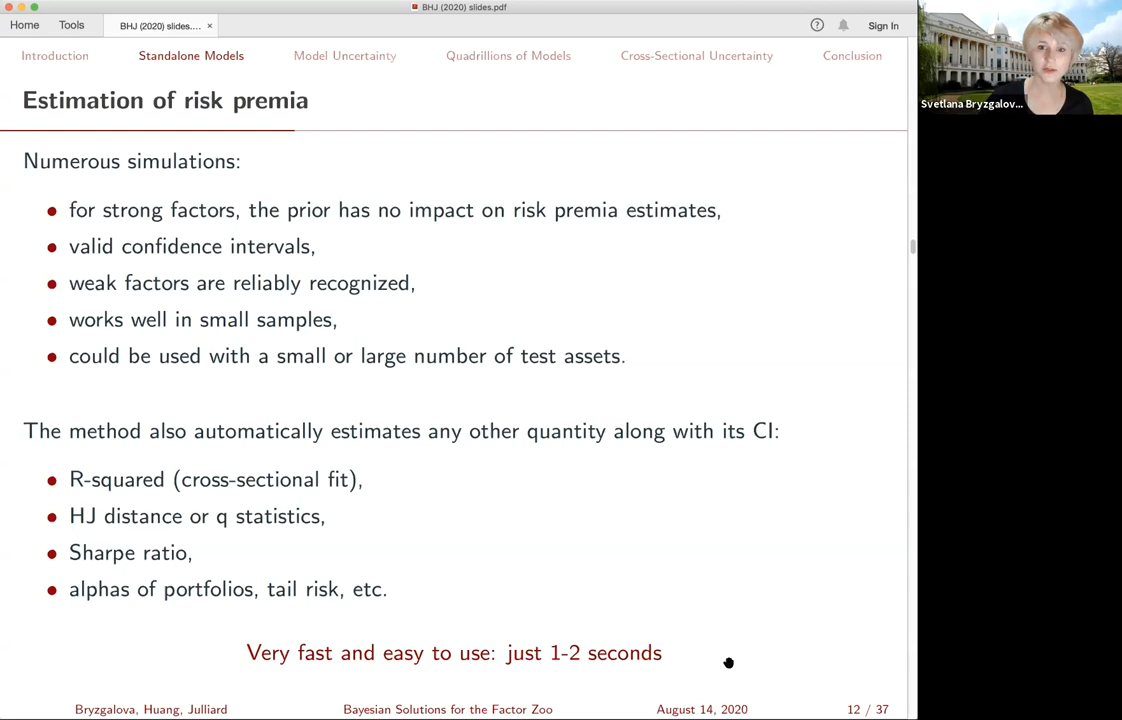 BHJ (2020) slides.pdf
Home Tools BHJ (2020) slides.... × Sign In
Introduction Standalone Models Model Uncertainty Quadrillions of Models Cross-Sectional Uncertainty Conclusion
Estimation of risk premia
Numerous simulations:
• for strong factors, the prior has no impact on risk premia estimates,
• valid confidence intervals,
• weak factors are reliably recognized,
• works well in small samples,
• could be used with a small or large number of test assets.
The method also automatically estimates any other quantity along with its CI:
• R-squared (cross-sectional fit),
• HJ distance or q statistics,
• Sharpe ratio,
• alphas of portfolios, tail risk, etc.
Very fast and easy to use: just 1-2 seconds
Bryzgalova, Huang, Julliard Bayesian Solutions for the Factor Zoo August 14, 2020 12 / 37
Svetlana Bryzgalov...